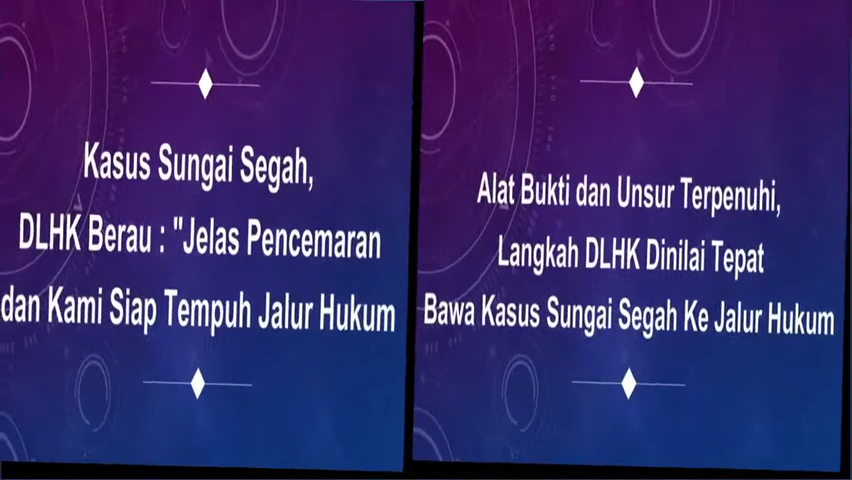 Kasus Sungai Segah,
DLHK Berau : "Jelas Pencemaran
dan Kami Siap Tempuh Jalur Hukum
Alat Bukti dan Unsur Terpenuhi,
Langkah DLHK Dinilai Tepat
Bawa Kasus Sungai Segah Ke Jalur Hukum